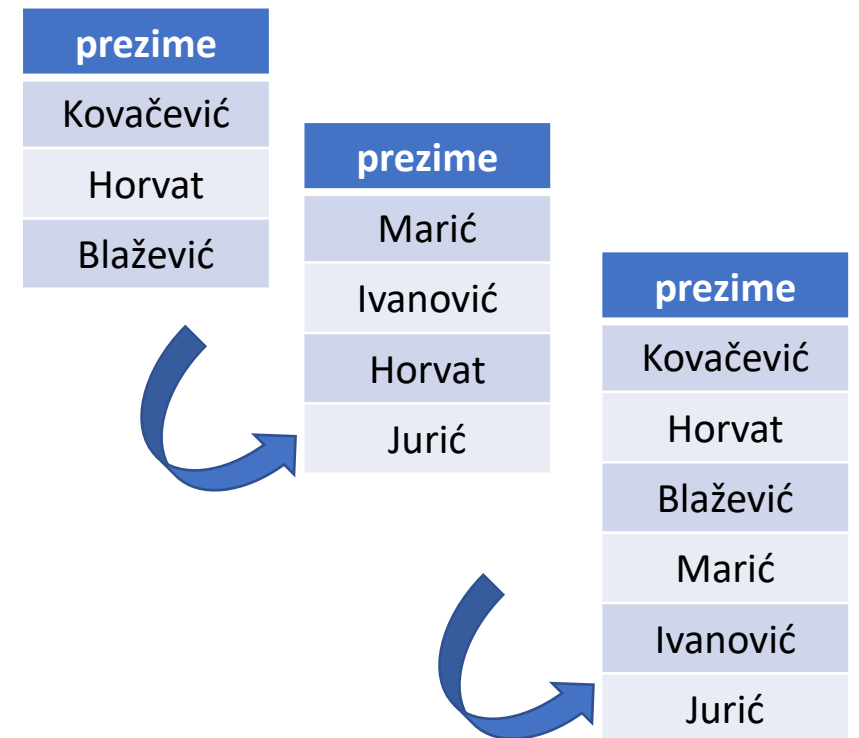 prezime
Kovačević
Horvat
Blažević
prezime
Marić
Ivanović
Horvat
Jurić
prezime
Kovačević
Horvat
Blažević
Marić
Ivanović
Jurić